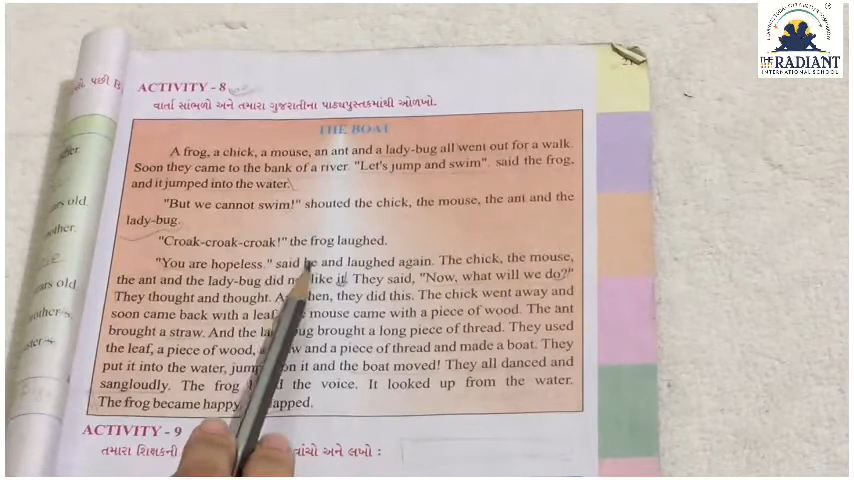 THE RADIANT
INTERNATIONAL SCHOOL
21
પછી
ACTIVITY - 8
વાર્તા સાંભળો અને તમારા ગુજરાતીના પાઠ્યપુસ્તકમાંથી ઓળખો.
THE BOAT
A frog, a chick, a mouse, an ant and a lady-bug all went out for a walk.
Soon they came to the bank of a river. "Let's jump and swim". said the frog,
and it jumped into the water.
"But we cannot swim!" shouted the chick, the mouse, the ant and the
lady-bug.
"Croak-croak-croak!" the frog laughed.
"You are hopeless." said he and laughed again. The chick, the mouse,
the ant and the lady-bug did like it. They said, "Now, what will we do?"
They thought and thought. then, they did this. The chick went away and
soon came back with a leaf. mouse came with a piece of wood. The ant
brought a straw. And the brought a long piece of thread. They used
the leaf, a piece of wood, and a piece of thread and made a boat. They
put it into the water, on it and the boat moved! They all danced and
sangloudly. The frog the voice. It looked up from the water.
The frog became happy
ACTIVITY - 9
તમારા શિક્ષકની વાંચો અને લખો :